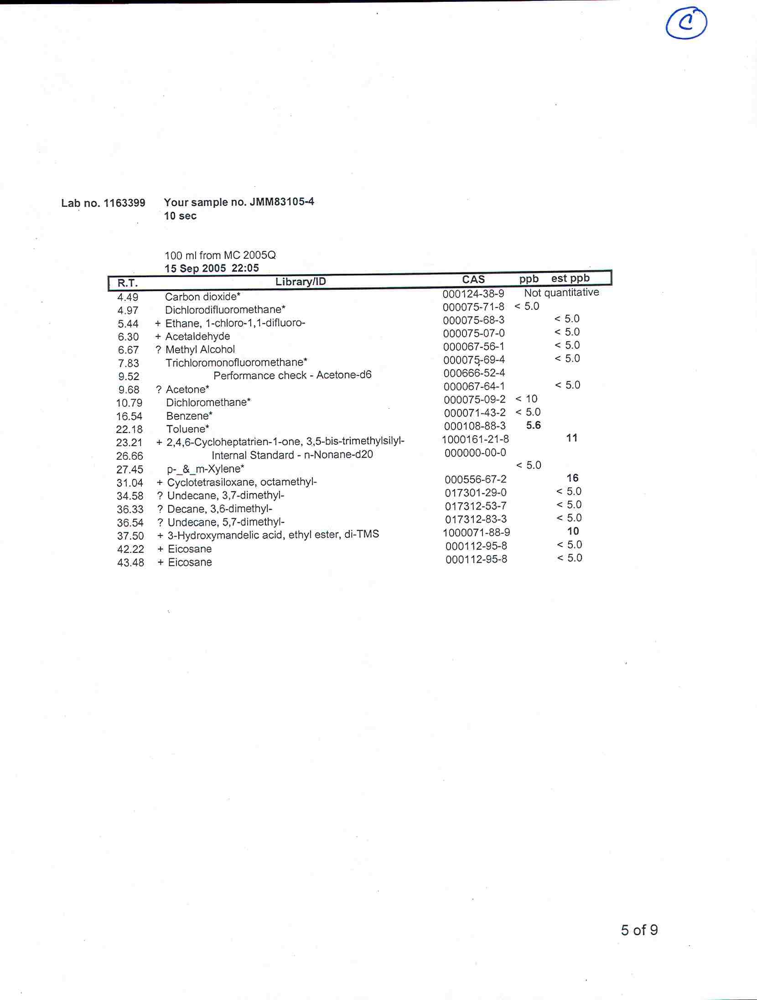 C
Lab no. 1163399 Your sample no. JMM83105-4
10 sec
100 ml from MC 2005Q
15 Sep 2005 22:05
R.T. Library/ID CAS ppb est ppb
4.49 Carbon dioxide* 000124-38-9 Not quantitative
4.97 Dichlorodifluoromethane* 000075-71-8 < 5.0
5.44 + Ethane, 1-chloro-1,1-difluoro- 000075-68-3 < 5.0
6.30 + Acetaldehyde 000075-07-0 < 5.0
6.67 ? Methyl Alcohol 000067-56-1 < 5.0
7.83 Trichloromonofluoromethane* 000075-69-4 < 5.0
9.52 Performance check - Acetone-d6 000666-52-4
9.68 ? Acetone* 000067-64-1 < 5.0
10.79 Dichloromethane* 000075-09-2 < 10
16.54 Benzene* 000071-43-2 < 5.0
22.18 Toluene* 000108-88-3 5.6
23.21 + 2,4,6-Cycloheptatrien-1-one, 3,5-bis-trimethylsilyl- 1000161-21-8 11
26.66 Internal Standard - n-Nonane-d20 000000-00-0
27.45 p-_&_m-Xylene* < 5.0
31.04 + Cyclotetrasiloxane, octamethyl- 000556-67-2 16
34.58 ? Undecane, 3,7-dimethyl- 017301-29-0 < 5.0
36.33 ? Decane, 3,6-dimethyl- 017312-53-7 < 5.0
36.54 ? Undecane, 5,7-dimethyl- 017312-83-3 < 5.0
37.50 + 3-Hydroxymandelic acid, ethyl ester, di-TMS 1000071-88-9 10
42.22 + Eicosane 000112-95-8 < 5.0
43.48 + Eicosane 000112-95-8 < 5.0
5 of 9